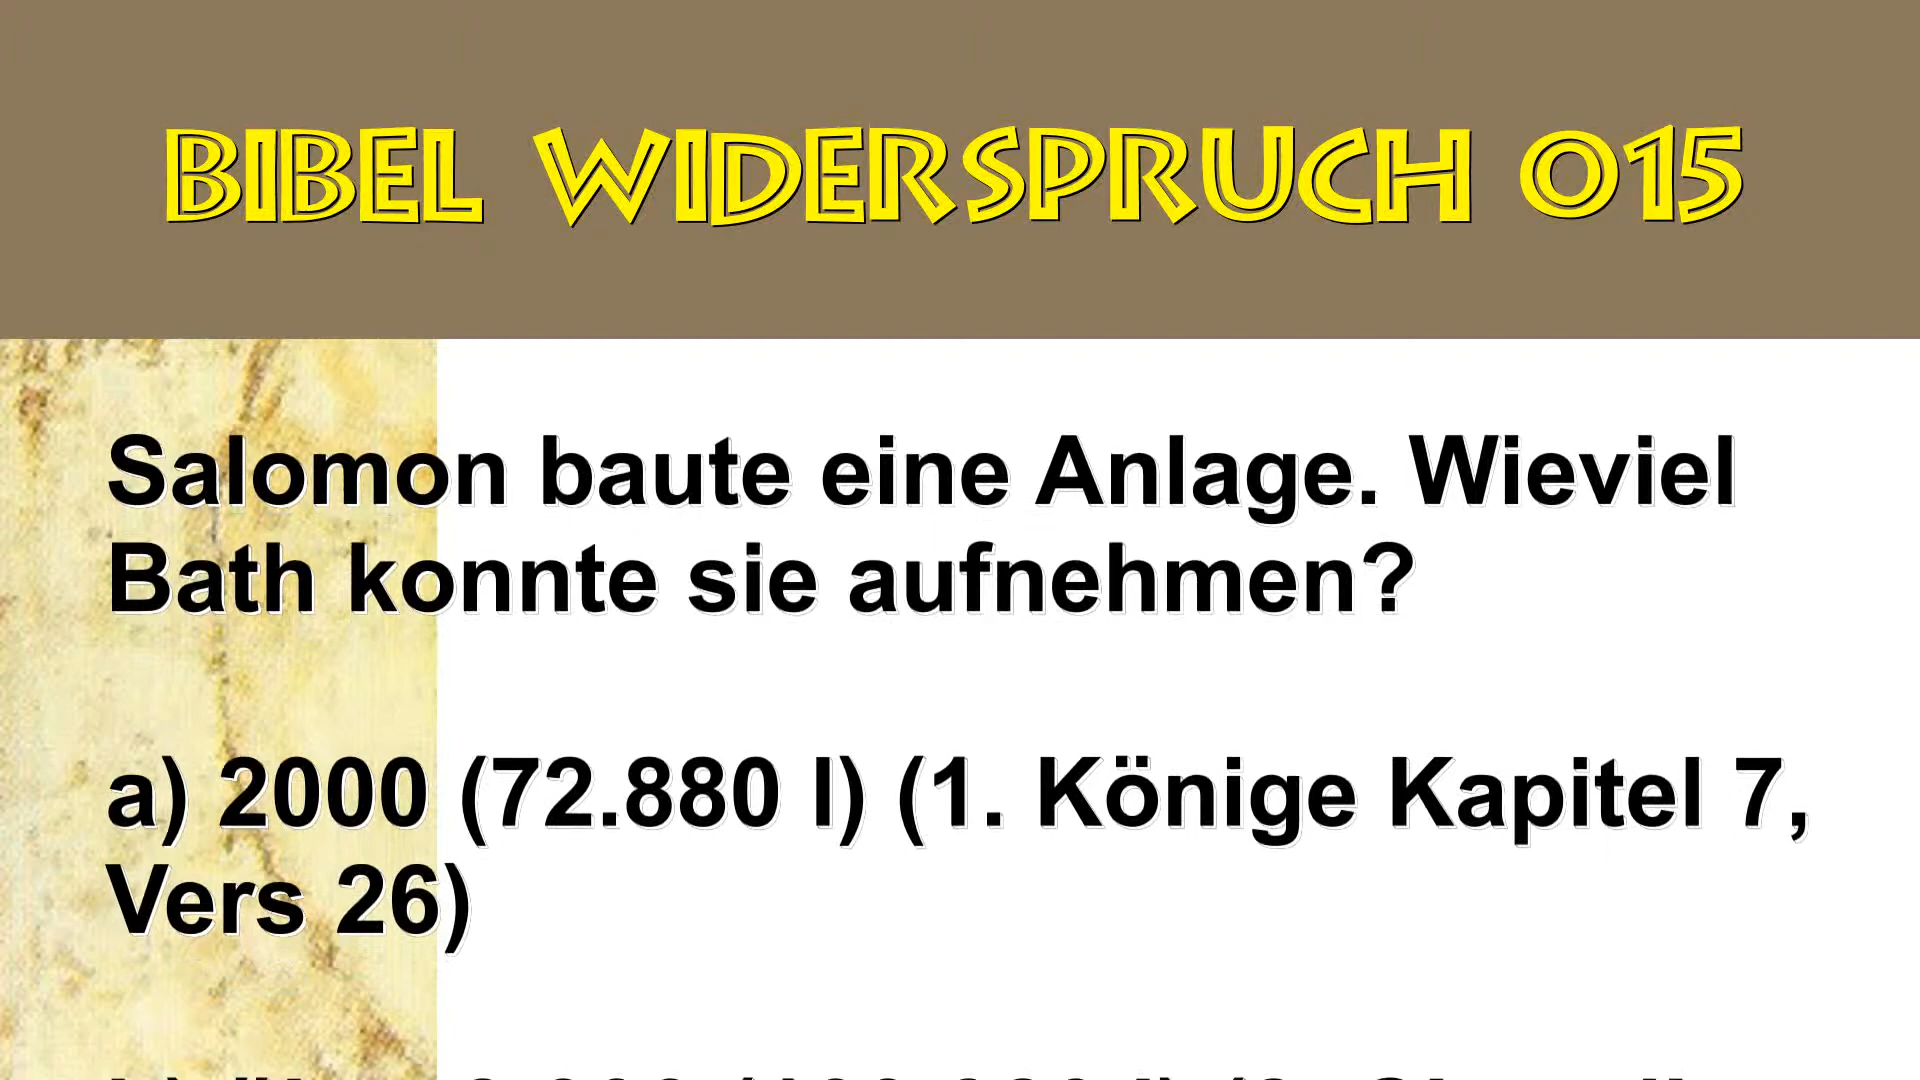 BIBEL WIDERSPRUCH 015
Salomon baute eine Anlage. Wieviel
Bath konnte sie aufnehmen?
a) 2000 (72.880 l) (1. Könige Kapitel 7,
Vers 26)